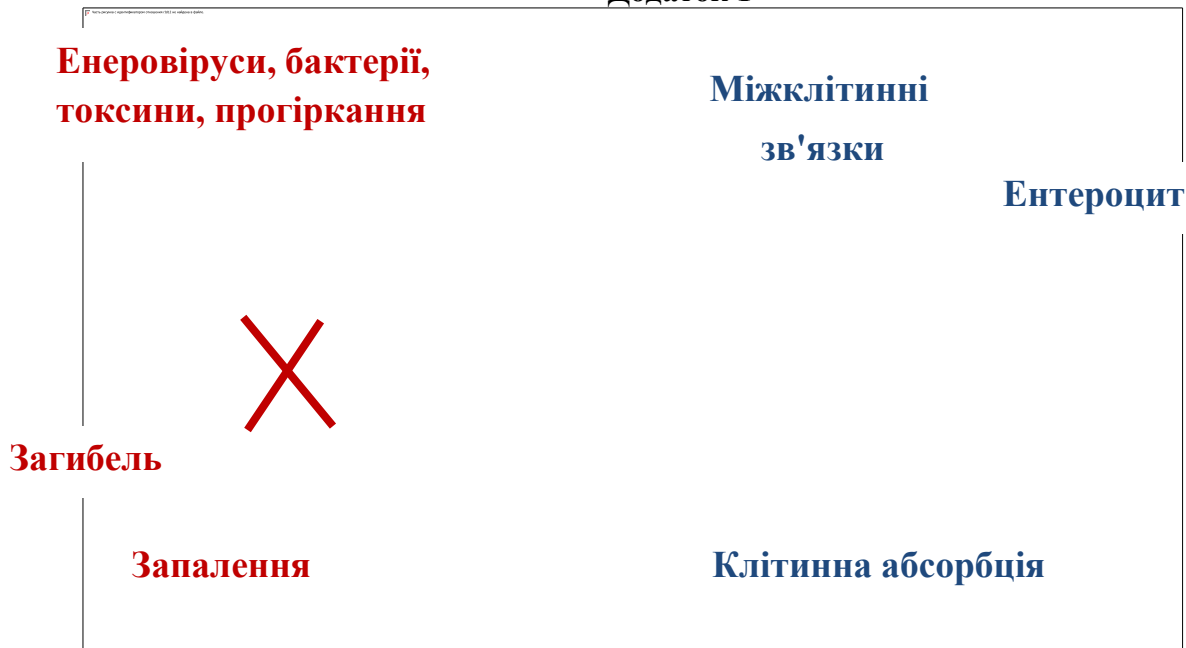 Енеровіруси, бактерії,
токсини, прогіркання
Міжклітинні
зв'язки
Ентероцит
Загибель
Запалення
Клітинна абсорбція